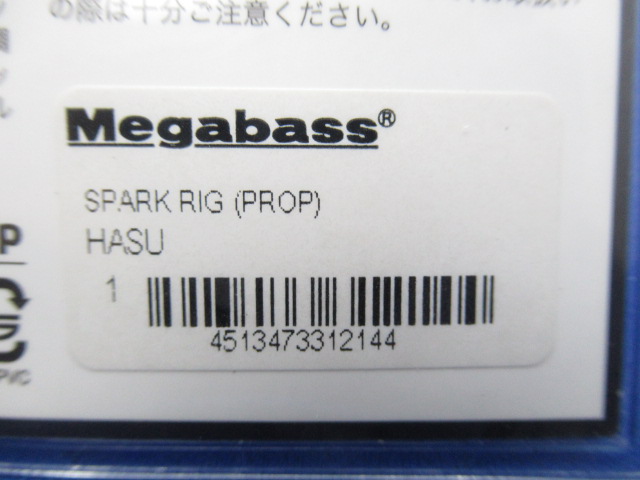 の際は十分ご注意ください。
Megabass®
SPARK RIG (PROP)
HASU
1
4513473312144
P
PVC